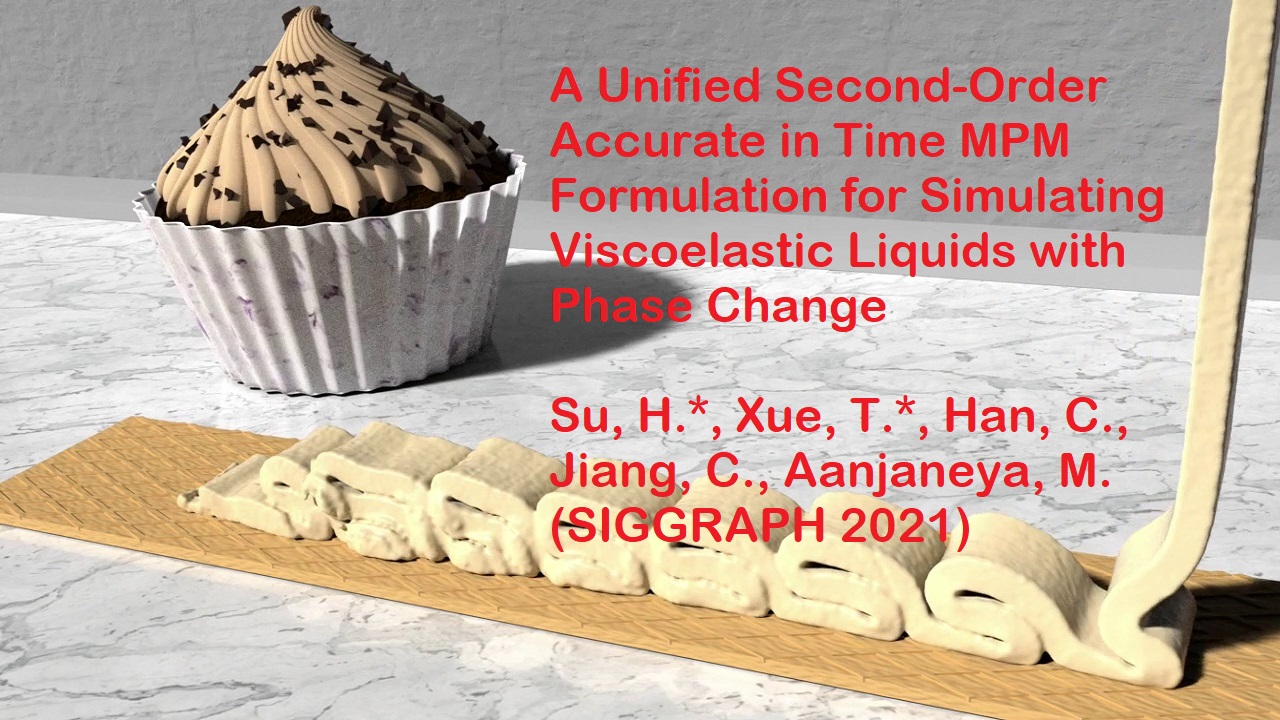 A Unified Second-Order
Accurate in Time MPM
Formulation for Simulating
Viscoelastic Liquids with
Phase Change
Su, H.*, Xue, T.*, Han, C.,
Jiang, C., Aanjaneya, M.
(SIGGRAPH 2021)